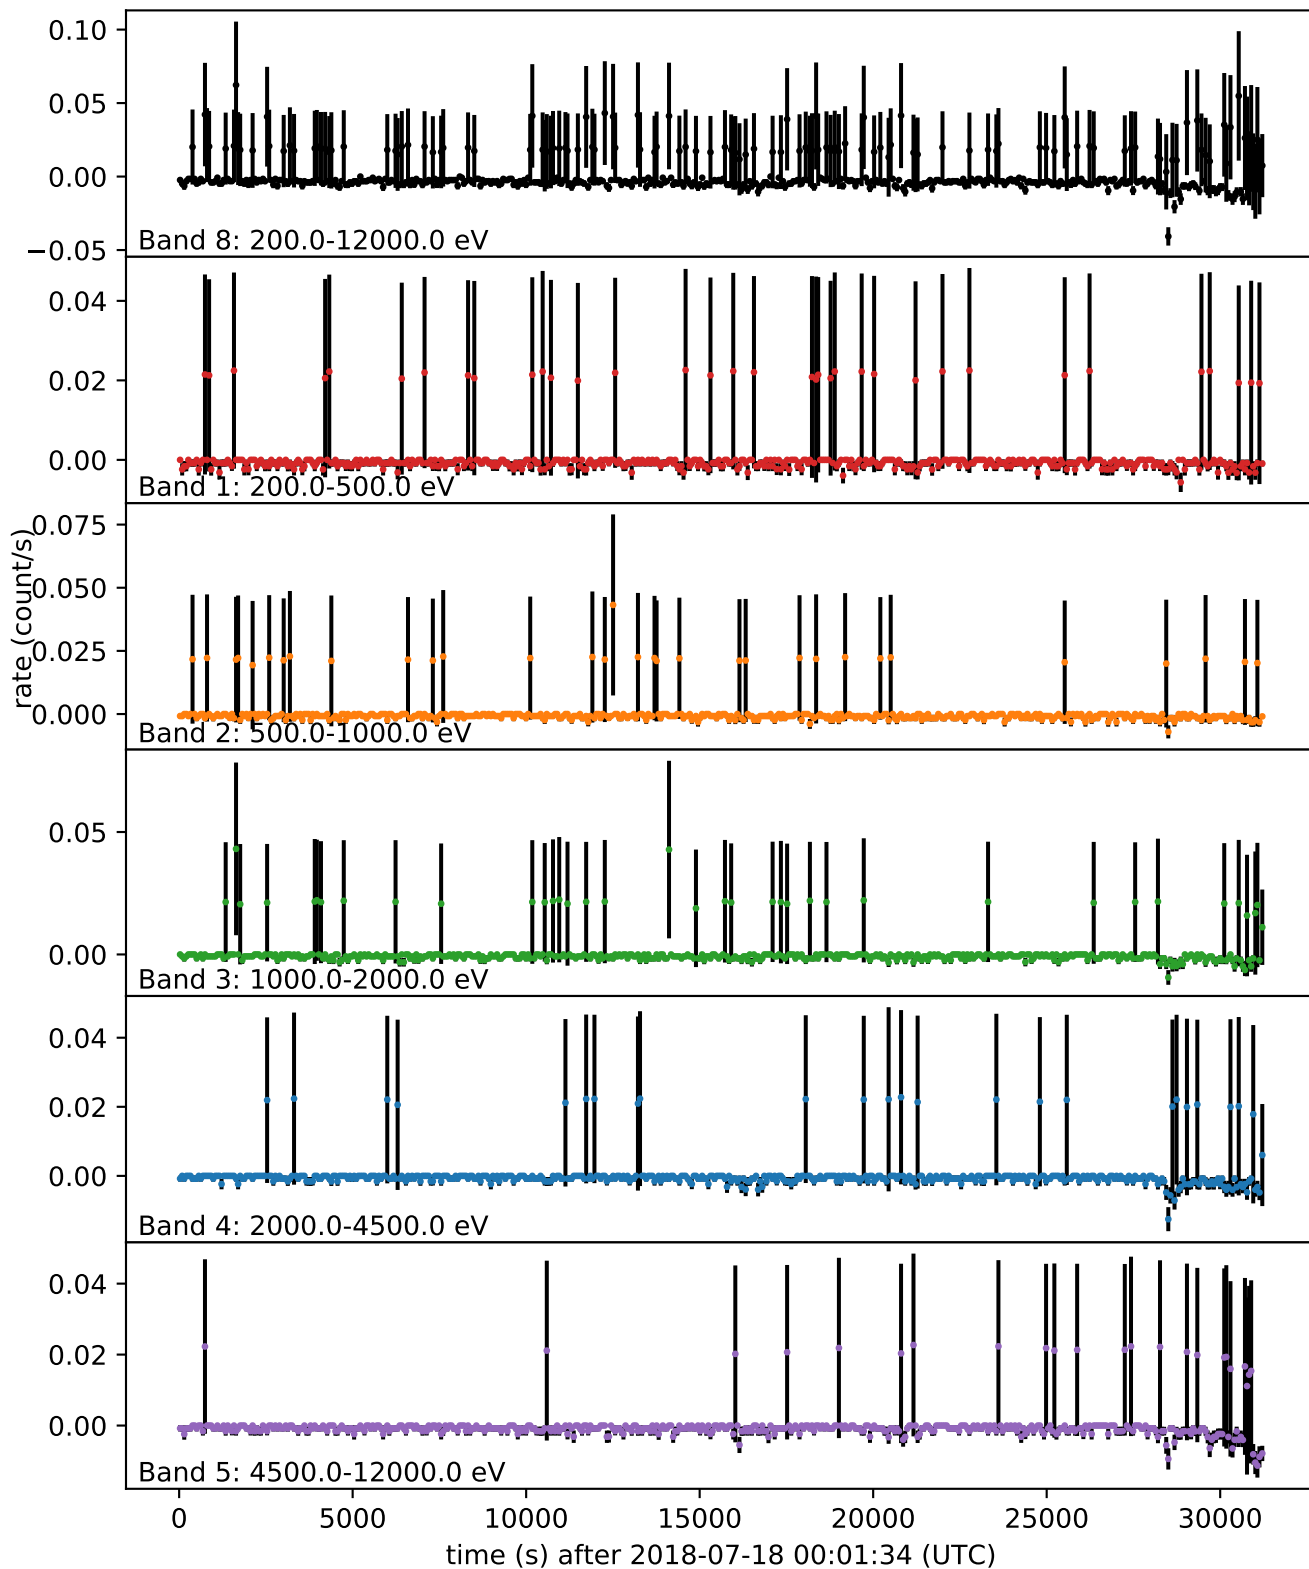 0.10
0.05
0.00
−0.05
Band 8: 200.0-12000.0 eV
0.04
0.02
0.00
Band 1: 200.0-500.0 eV
rate (count/s)
0.075
0.050
0.025
0.000
Band 2: 500.0-1000.0 eV
0.05
0.00
Band 3: 1000.0-2000.0 eV
0.04
0.02
0.00
Band 4: 2000.0-4500.0 eV
0.04
0.02
0.00
Band 5: 4500.0-12000.0 eV
0 5000 10000 15000 20000 25000 30000
time (s) after 2018-07-18 00:01:34 (UTC)